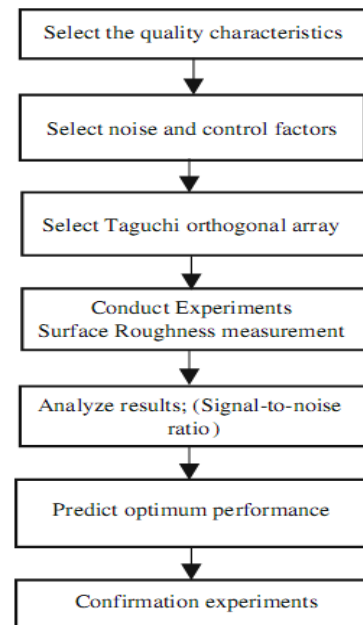 Select the quality characteristics
Select noise and control factors
Select Taguchi orthogonal array
Conduct Experiments
Surface Roughness measurement
Analyze results; (Signal-to-noise
ratio)
Predict optimum performance
Confirmation experiments